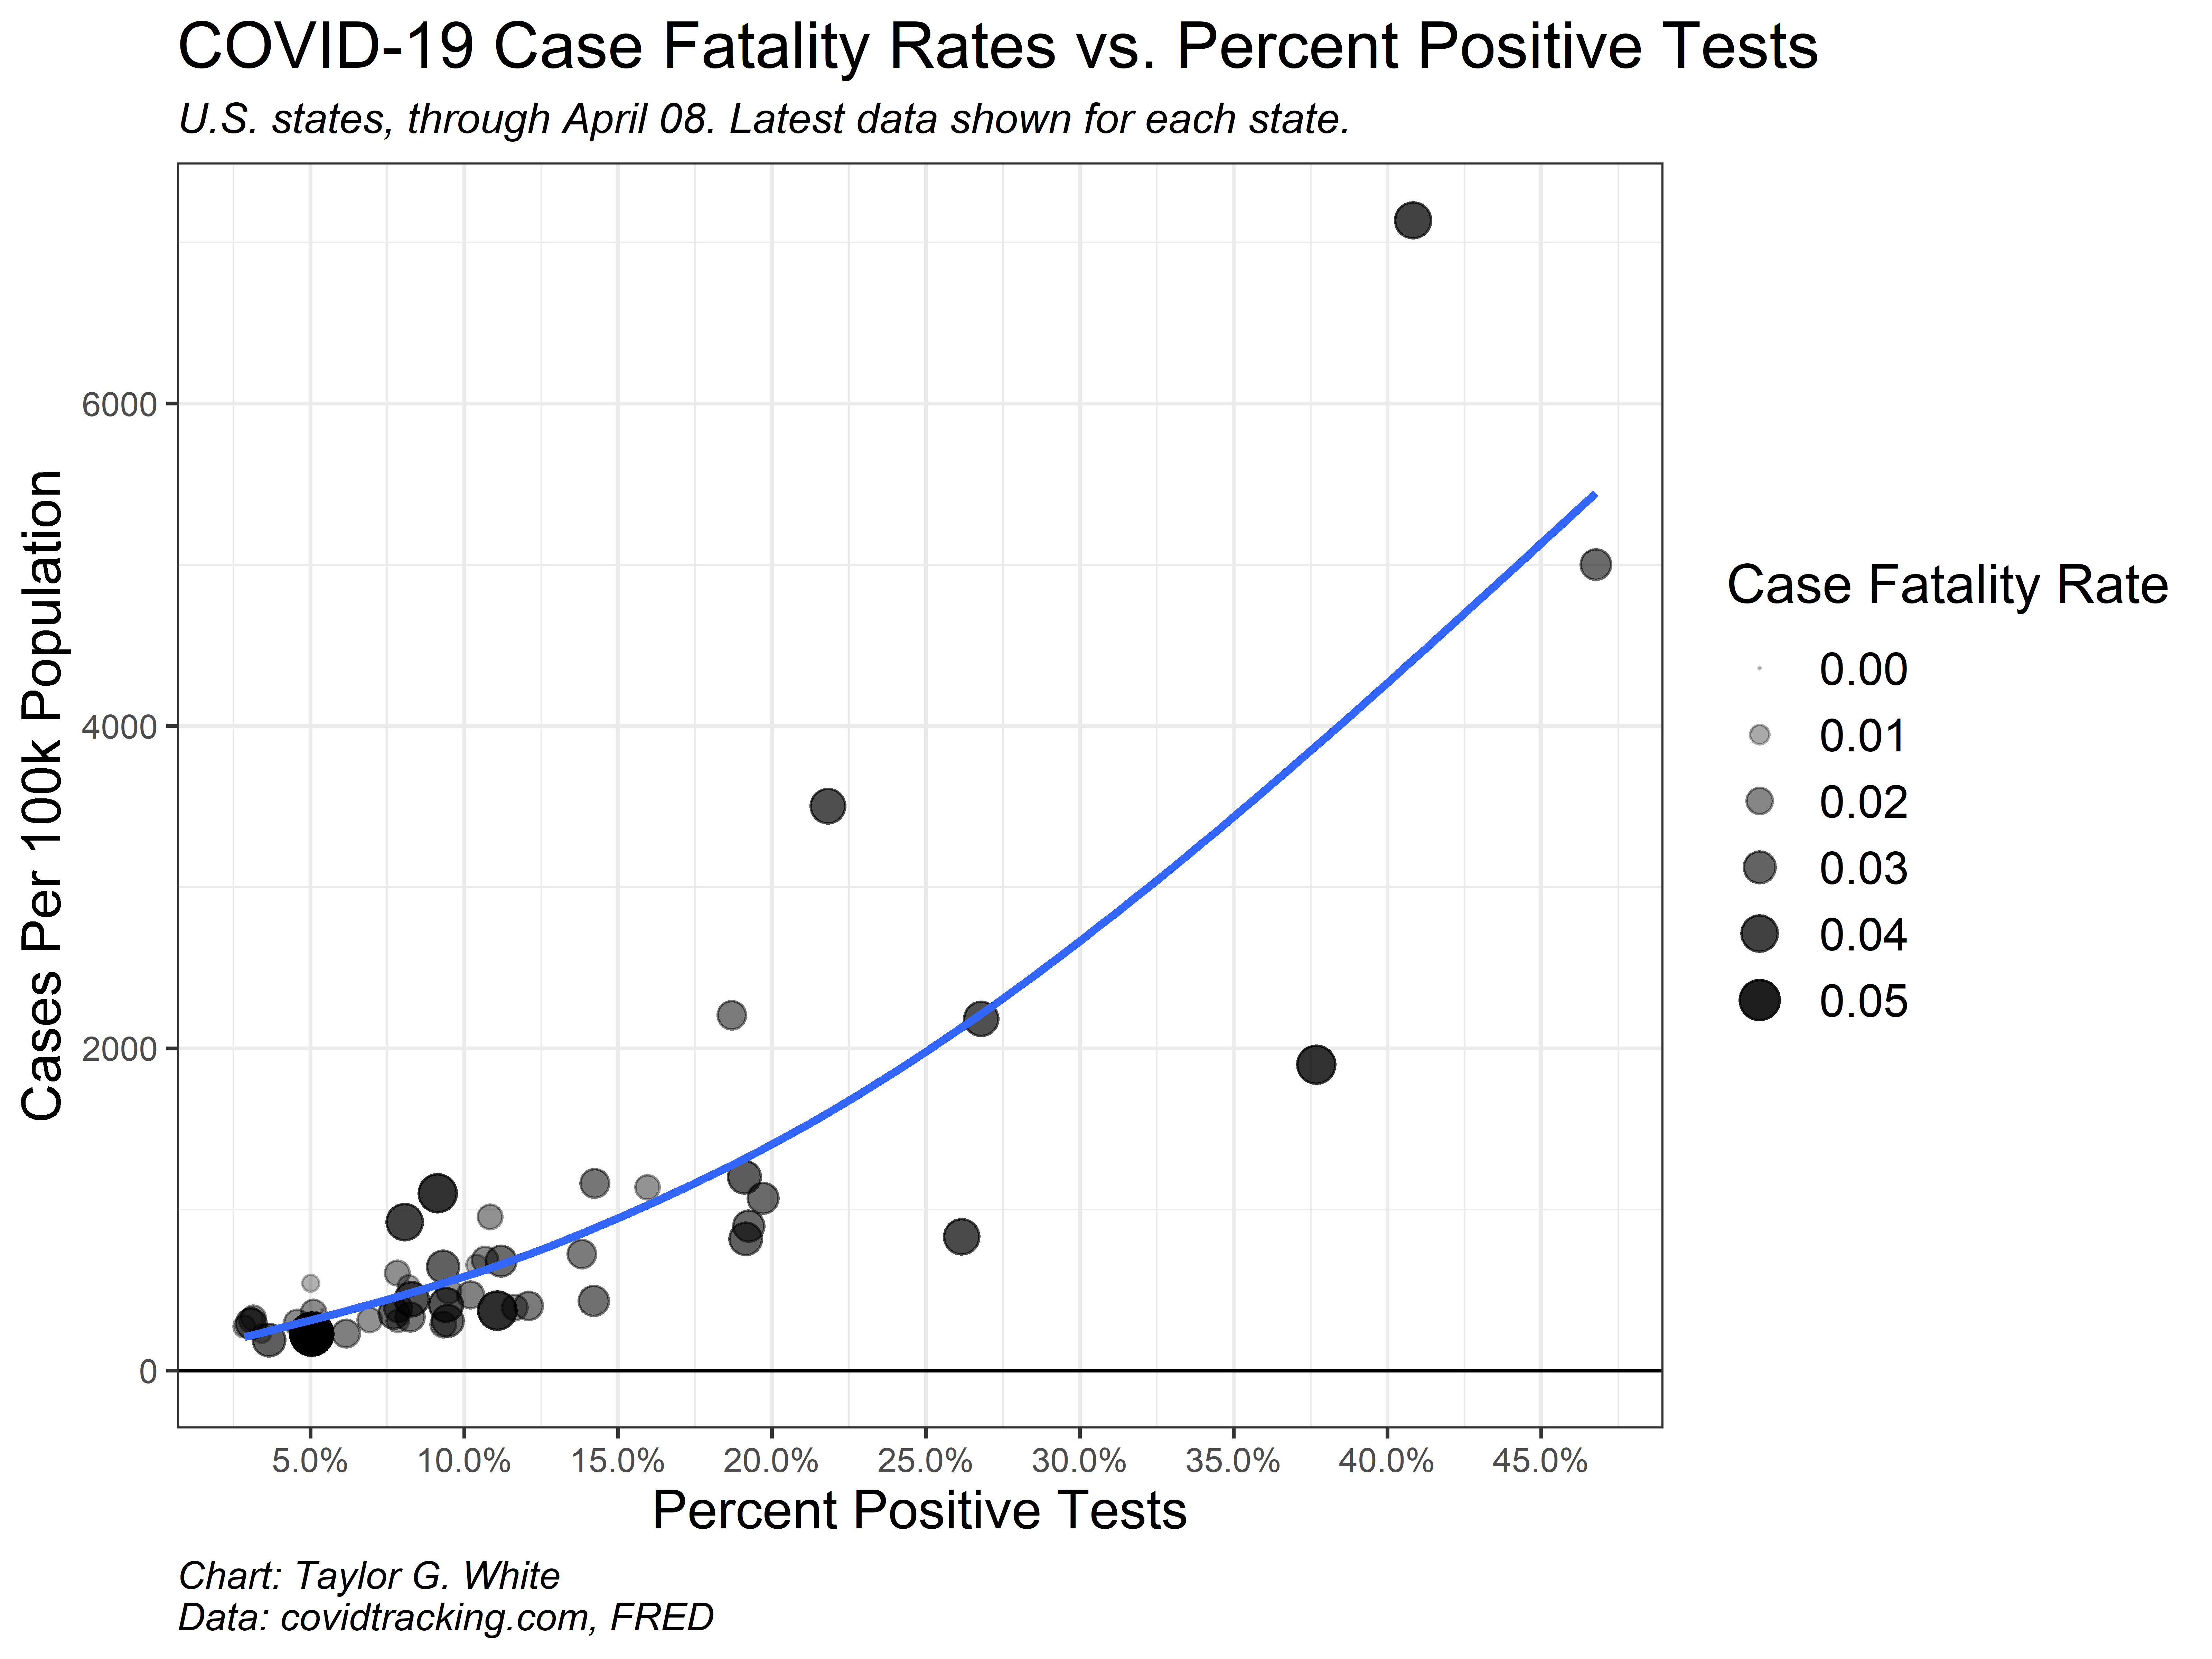 COVID-19 Case Fatality Rates vs. Percent Positive Tests
U.S. states, through April 08. Latest data shown for each state.
Cases Per 100k Population
6000
4000
2000
0
5.0% 10.0% 15.0% 20.0% 25.0% 30.0% 35.0% 40.0% 45.0%
Percent Positive Tests
Case Fatality Rate
0.00
0.01
0.02
0.03
0.04
0.05
Chart: Taylor G. White
Data: covidtracking.com, FRED